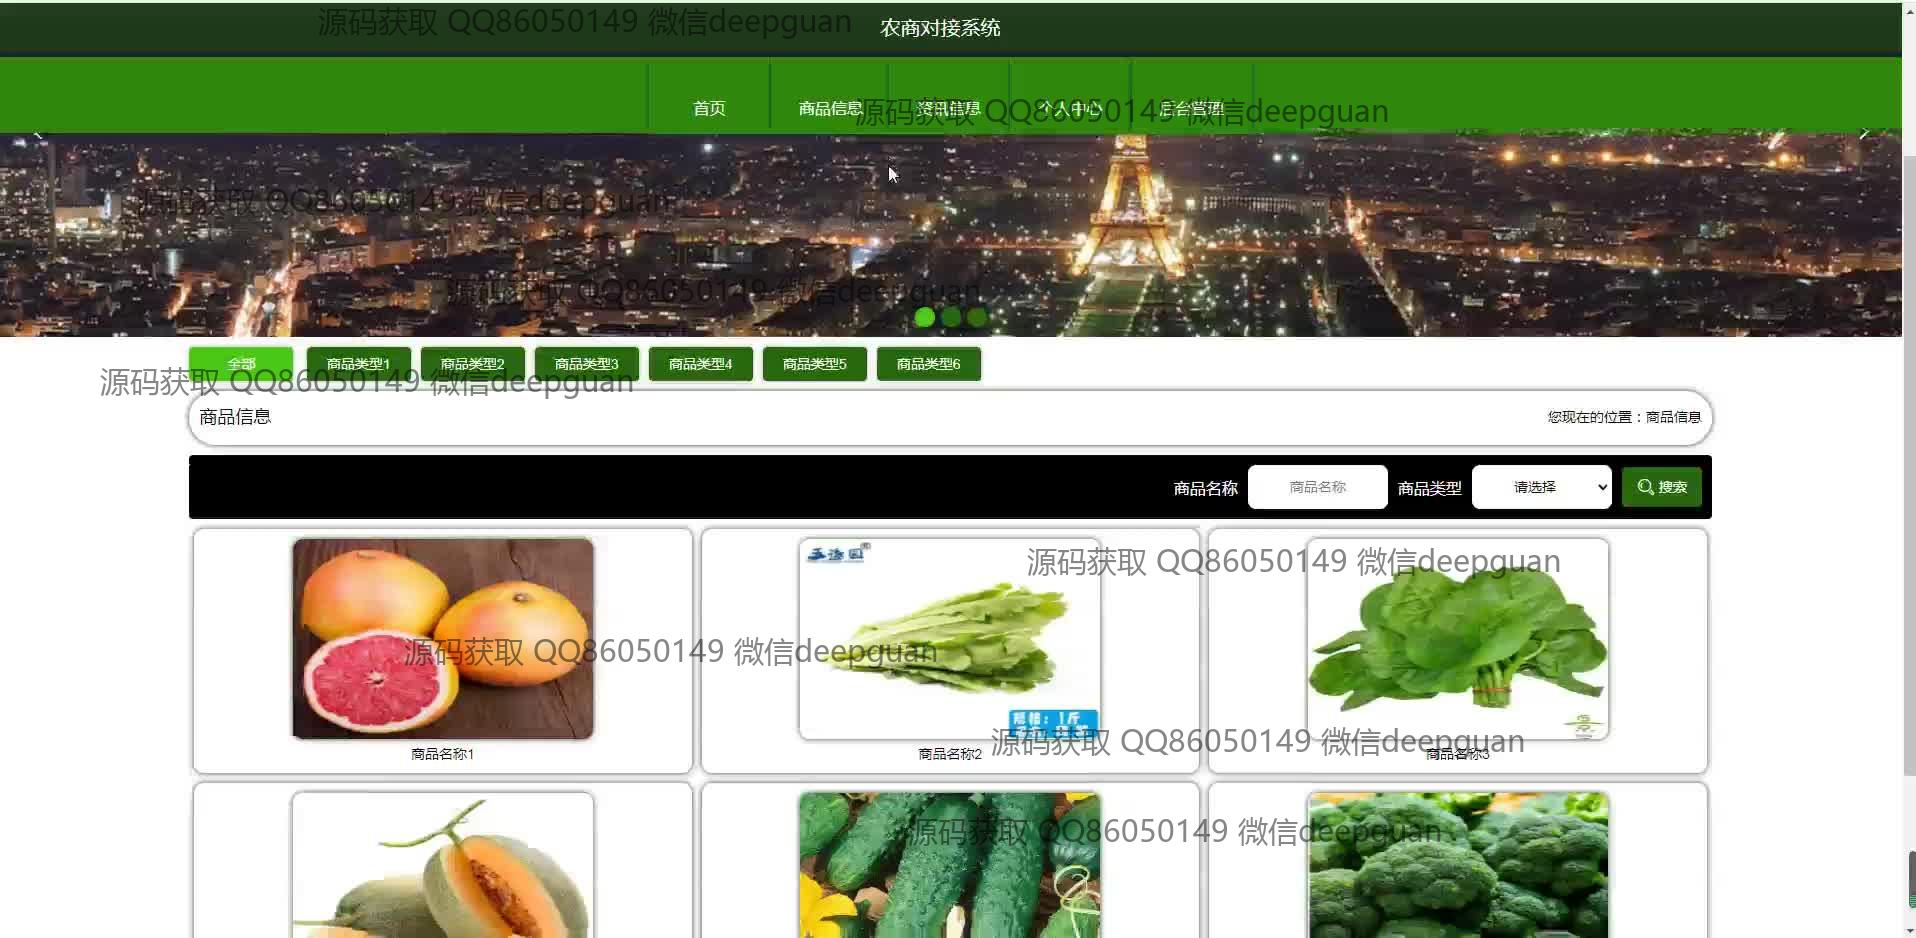 源码获取 QQ86050149 微信deepguan
农商对接系统
首页
商品信息
资讯信息
个人中心
后台管理
源码获取 QQ86050149 微信deepguan
源码获取 QQ86050149 微信deepguan
源码获取 QQ86050149 微信deepguan
全部
商品类型1
商品类型2
商品类型3
商品类型4
商品类型5
商品类型6
源码获取 QQ86050149 微信deepguan
商品信息
您现在的位置：商品信息
商品名称
商品名称
商品类型
请选择
搜索
源码获取 QQ86050149 微信deepguan
源码获取 QQ86050149 微信deepguan
规格：1斤
源码获取 QQ86050149 微信deepguan
商品名称1
商品名称2
商品名称3
源码获取 QQ86050149 微信deepguan